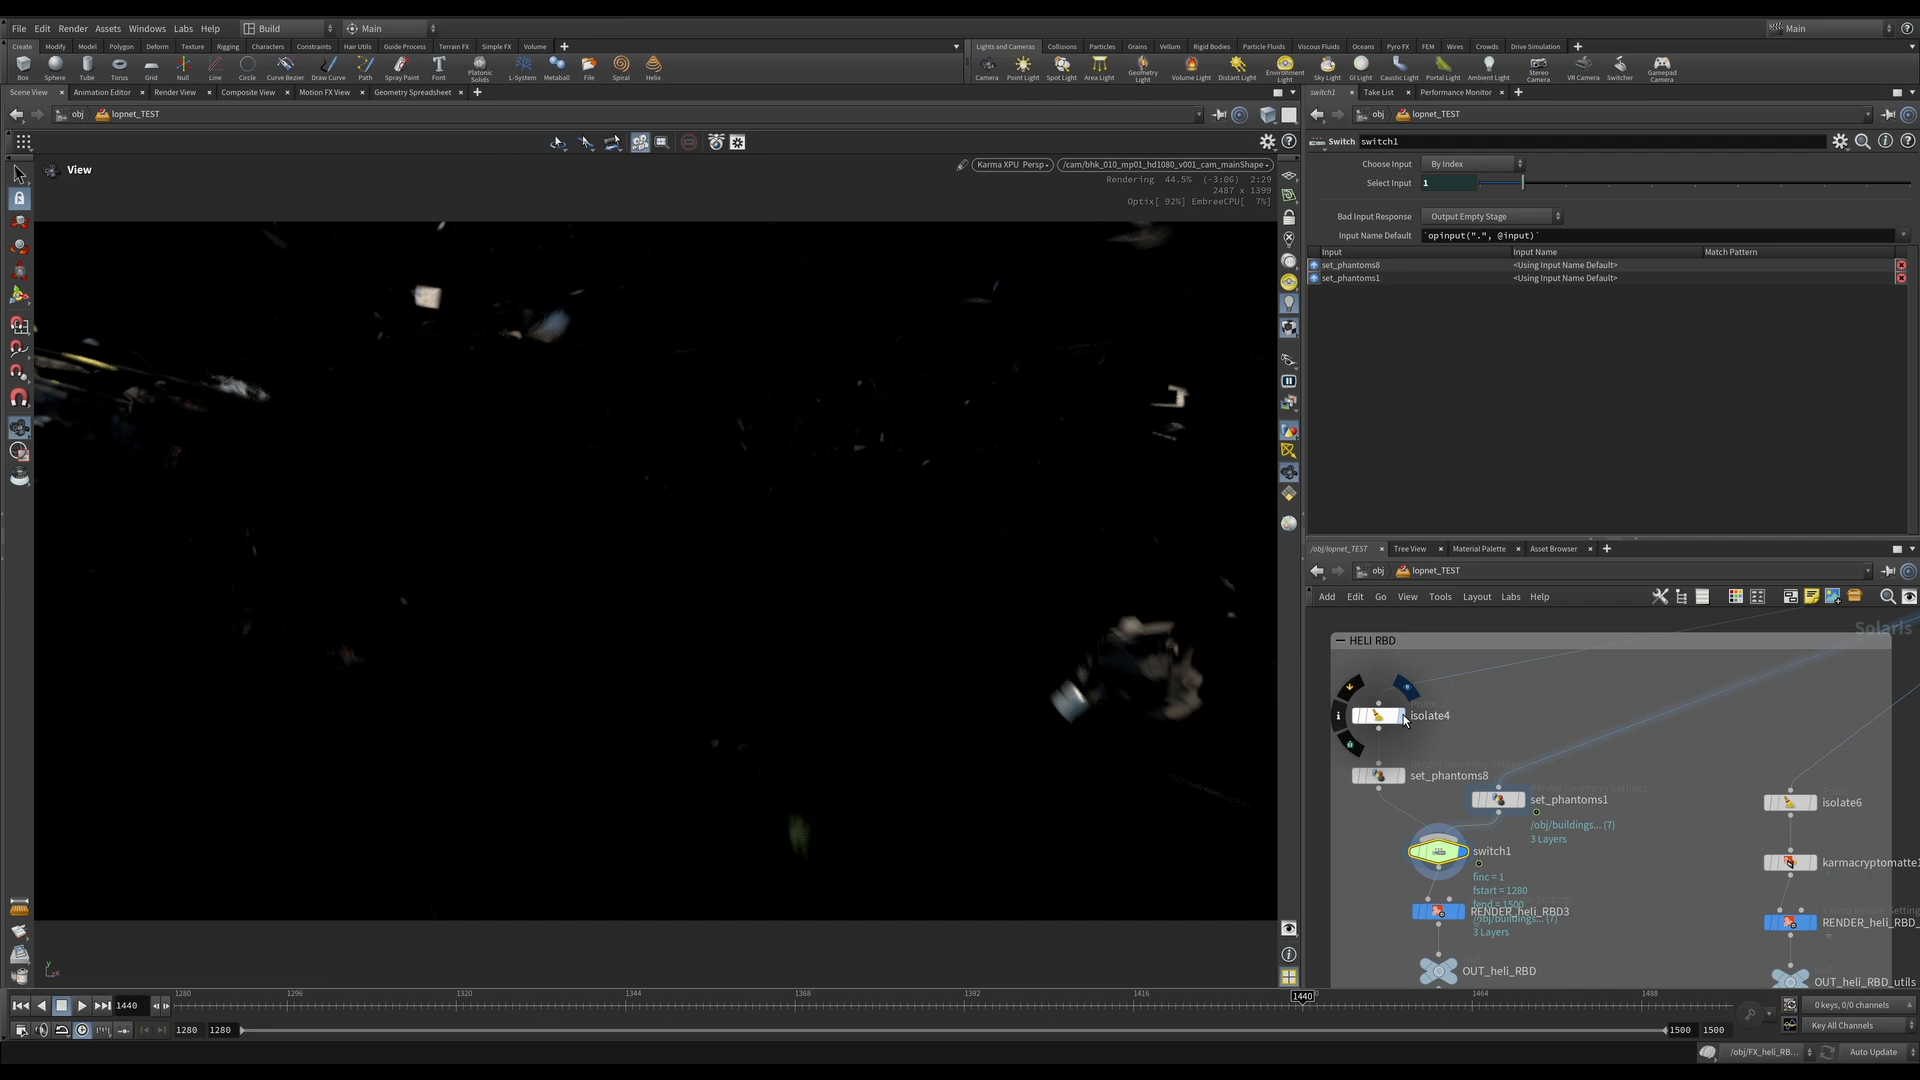 File Edit Render Assets Windows Labs Help Build Main Main
Create Modify Model Polygon Deform Texture Rigging Characters Constraints Hair Utils Guide Process Terrain FX Simple FX Volume
Lights and Cameras Collisions Particles Grains Vellum Rigid Bodies Particle Fluids Viscous Fluids Oceans Pyro FX FEM Wires Crowds Drive Simulation
Box Sphere Tube Torus Grid Null Line Circle Curve Bezier Draw Curve Path Spray Paint Font Platonic Solids L-System Metaball File Spiral Helix
Camera Point Light Spot Light Area Light Geometry Light Volume Light Distant Light Environment Light Sky Light GI Light Caustic Light Portal Light Ambient Light Stereo Camera VR Camera Switcher Gamepad Camera
Scene View Animation Editor Render View Composite View Motion FX View Geometry Spreadsheet
switch1 Take List Performance Monitor
obj lopnet_TEST
obj lopnet_TEST
Switch switch1
View
Karma XPU Persp /cam/bhk_010_mp01_hd1080_v001_cam_mainShape
Rendering 44.5% (-3:06) 2:29
2487 x 1399
Optix[ 92%] EmbreeCPU[ 7%]
Choose Input By Index
Select Input 1
Bad Input Response Output Empty Stage
Input Name Default `opinput(".", @input)`
Input Input Name Match Pattern
set_phantoms8 <Using Input Name Default>
set_phantoms1 <Using Input Name Default>
/obj/lopnet_TEST Tree View Material Palette Asset Browser
obj lopnet_TEST
Add Edit Go View Tools Layout Labs Help
Solaris
HELI RBD
Prune
isolate4
set_phantoms8
Render Geometry Settings
set_phantoms1
/obj/buildings... (7)
3 Layers
isolate6
switch1
finc = 1
fstart = 1280
fend = 1500
/obj/buildings... (7)
3 Layers
karmacryptomatte1
RENDER_heli_RBD3
RENDER_heli_RBD_
OUT_heli_RBD
OUT_heli_RBD_utils
y
x
1440
1280 1296 1320 1344 1368 1392 1416 1440 1464 1488
0 keys, 0/0 channels
1280 1280 1500 1500
Key All Channels
/obj/FX_heli_RB... Auto Update